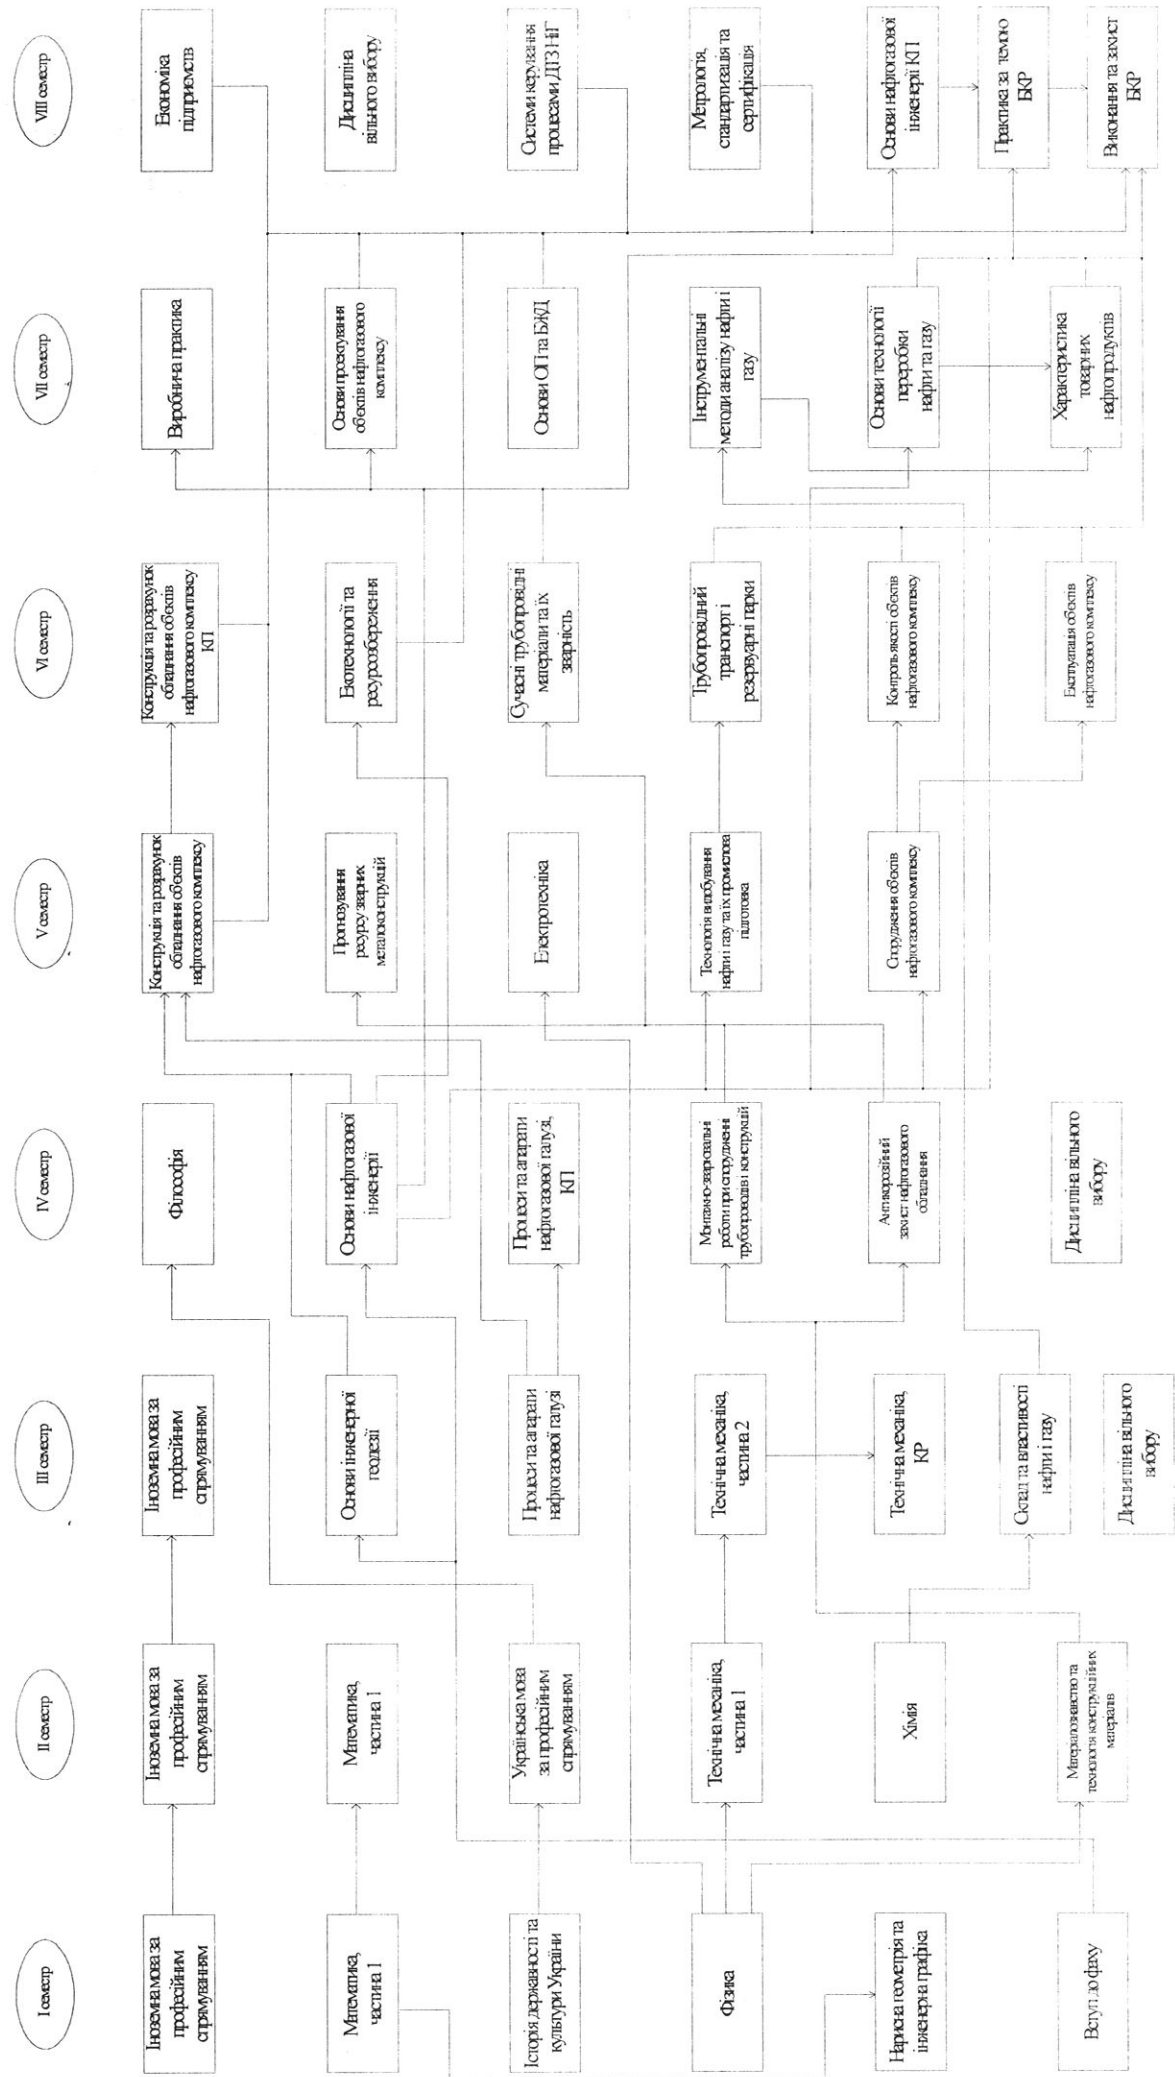 I семестр
Іноземна мова за
професійним
спрямуванням
Математика,
частина 1
Історія державності та
культури України
Фізика
Нарисна геометрія та
інженерна графіка
Вступ до фаху
II семестр
Іноземна мова за
професійним
спрямуванням
Математика,
частина 1
Українська мова
за професійним
спрямуванням
Технічна механіка,
частина 1
Хімія
Матеріалознавство та
технологія конструкційних
матеріалів
III семестр
Іноземна мова за
професійним
спрямуванням
Основи інженерної
геодезії
Процеси та апарати
нафтогазової галузі
Технічна механіка,
частина 2
Технічна механіка,
КР
Склад та властивості
нафти і газу
Дисципліна вільного
вибору
IV семестр
Філософія
Основи нафтогазової
інженерії
Процеси та апарати
нафтогазової галузі,
КП
Монтажно-зварювальні
роботи при спорудженні
трубопроводів і конструкцій
Антикорозійний
захист нафтогазового
обладнання
Дисципліна вільного
вибору
V семестр
Конструкція та розрахунок
обладнання об'єктів
нафтогазового комплексу
Прогнозування
ресурсу зварних
металоконструкцій
Електротехніка
Технологія видобування
нафти і газу та їх промислова
підготовка
Спорудження об'єктів
нафтогазового комплексу
VI семестр
Конструкція та розрахунок
обладнання об'єктів
нафтогазового комплексу
КП
Екотехнології та
ресурсозбереження
Сучасні трубопровідні
матеріали та їх
зварність
Трубопровідний
транспорт і
резервуарні парки
Контроль якості об'єктів
нафтогазового комплексу
Експлуатація об'єктів
нафтогазового комплексу
VII семестр
Виробнича практика
Основи проектування
об'єктів нафтогазового
комплексу
Основи ОП та БЖД
Інструментальні
методи аналізу нафти і
газу
Основи технології
переробки
нафти та газу
Характеристика
товарних
нафтопродуктів
VIII семестр
Економіка
підприємств
Дисципліна
вільного вибору
Системи керування
процесами ДТЗ НГ
Метрологія,
стандартизація та
сертифікація
Основи нафтогазової
інженерії КП
Практика за темою
БКР
Виконання та захист
БКР